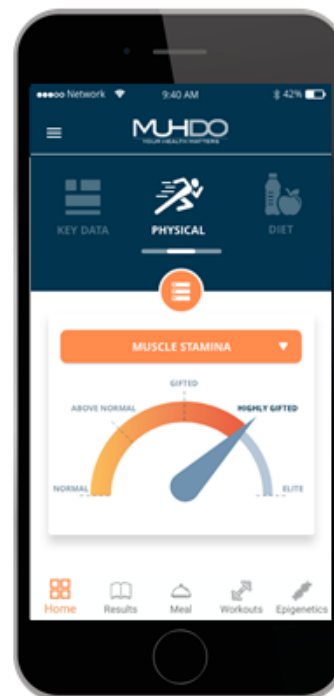 Network 9:40 AM 42%
MUHDO
YOUR HEALTH MATTERS
KEY DATA PHYSICAL DIET
MUSCLE STAMINA
GIFTED
ABOVE NORMAL HIGHLY GIFTED
NORMAL ELITE
Home Results Meal Workouts Epigenetics